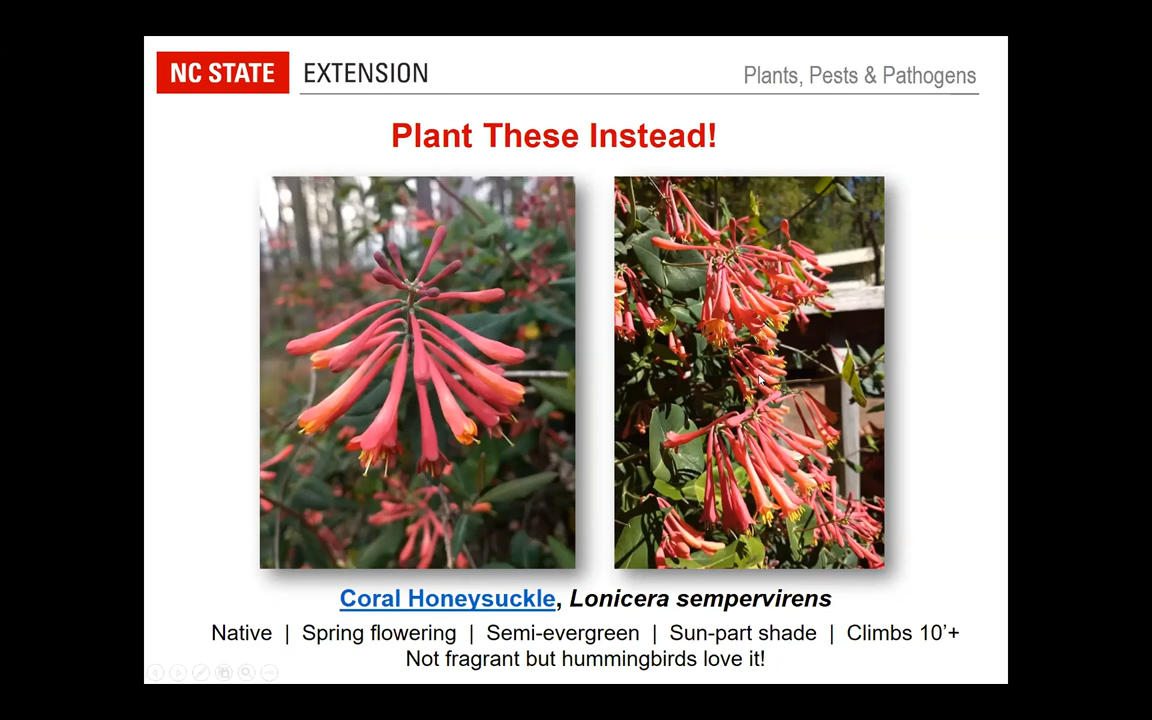 NC STATE EXTENSION
Plants, Pests & Pathogens
Plant These Instead!
Coral Honeysuckle, Lonicera sempervirens
Native | Spring flowering | Semi-evergreen | Sun-part shade | Climbs 10’+
Not fragrant but hummingbirds love it!